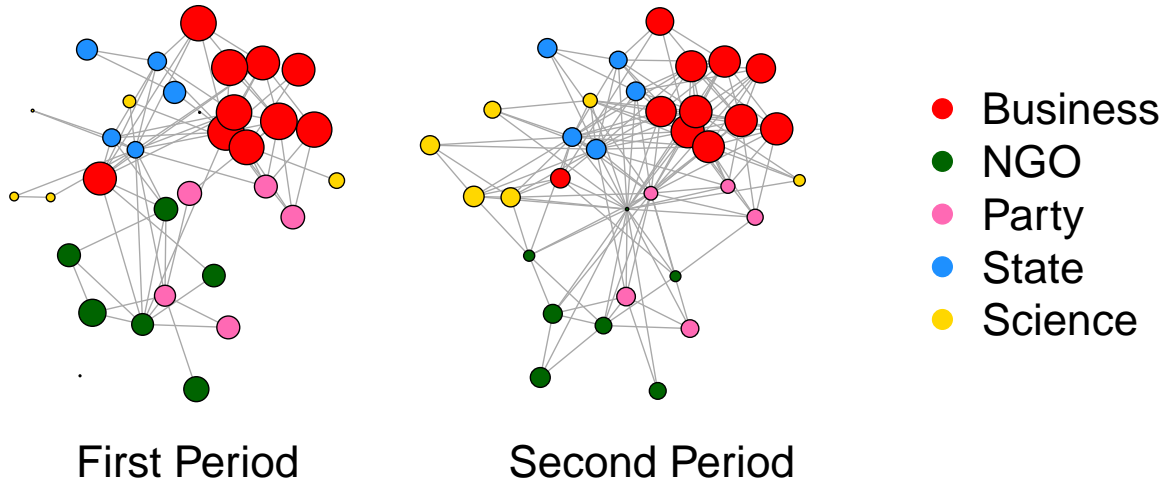 Business
NGO
Party
State
Science
First Period
Second Period